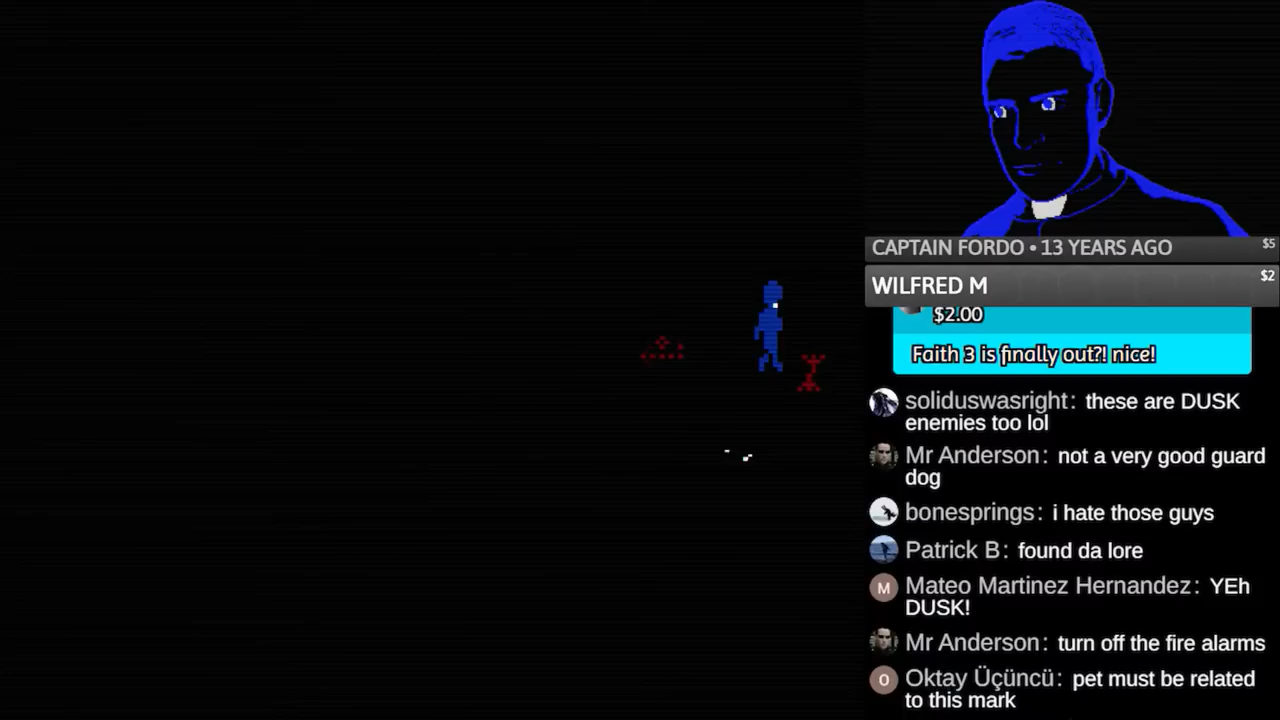 CAPTAIN FORDO • 13 YEARS AGO
$5
WILFRED M
$2
$2.00
Faith 3 is finally out?! nice!
soliduswasright: these are DUSK
enemies too lol
Mr Anderson: not a very good guard
dog
bonesprings: i hate those guys
Patrick B: found da lore
M
Mateo Martinez Hernandez: YEh
DUSK!
Mr Anderson: turn off the fire alarms
O
Oktay Üçüncü: pet must be related
to this mark